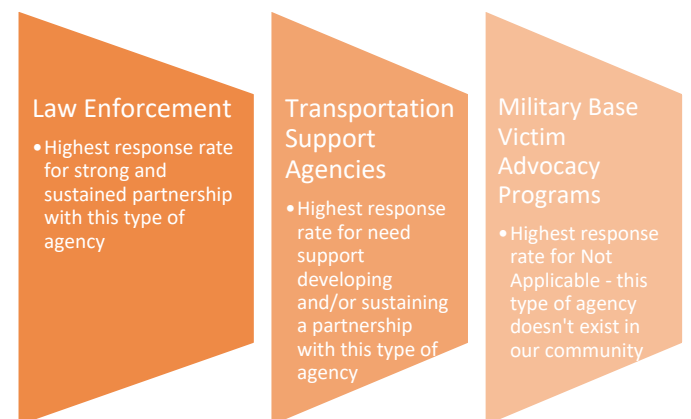 Law Enforcement
•Highest response rate
for strong and
sustained partnership
with this type of
agency
Transportation
Support
Agencies
•Highest response
rate for need
support
developing
and/or sustaining
a partnership
with this type of
agency
Military Base
Victim
Advocacy
Programs
•Highest response
rate for Not
Applicable - this
type of agency
doesn't exist in
our community